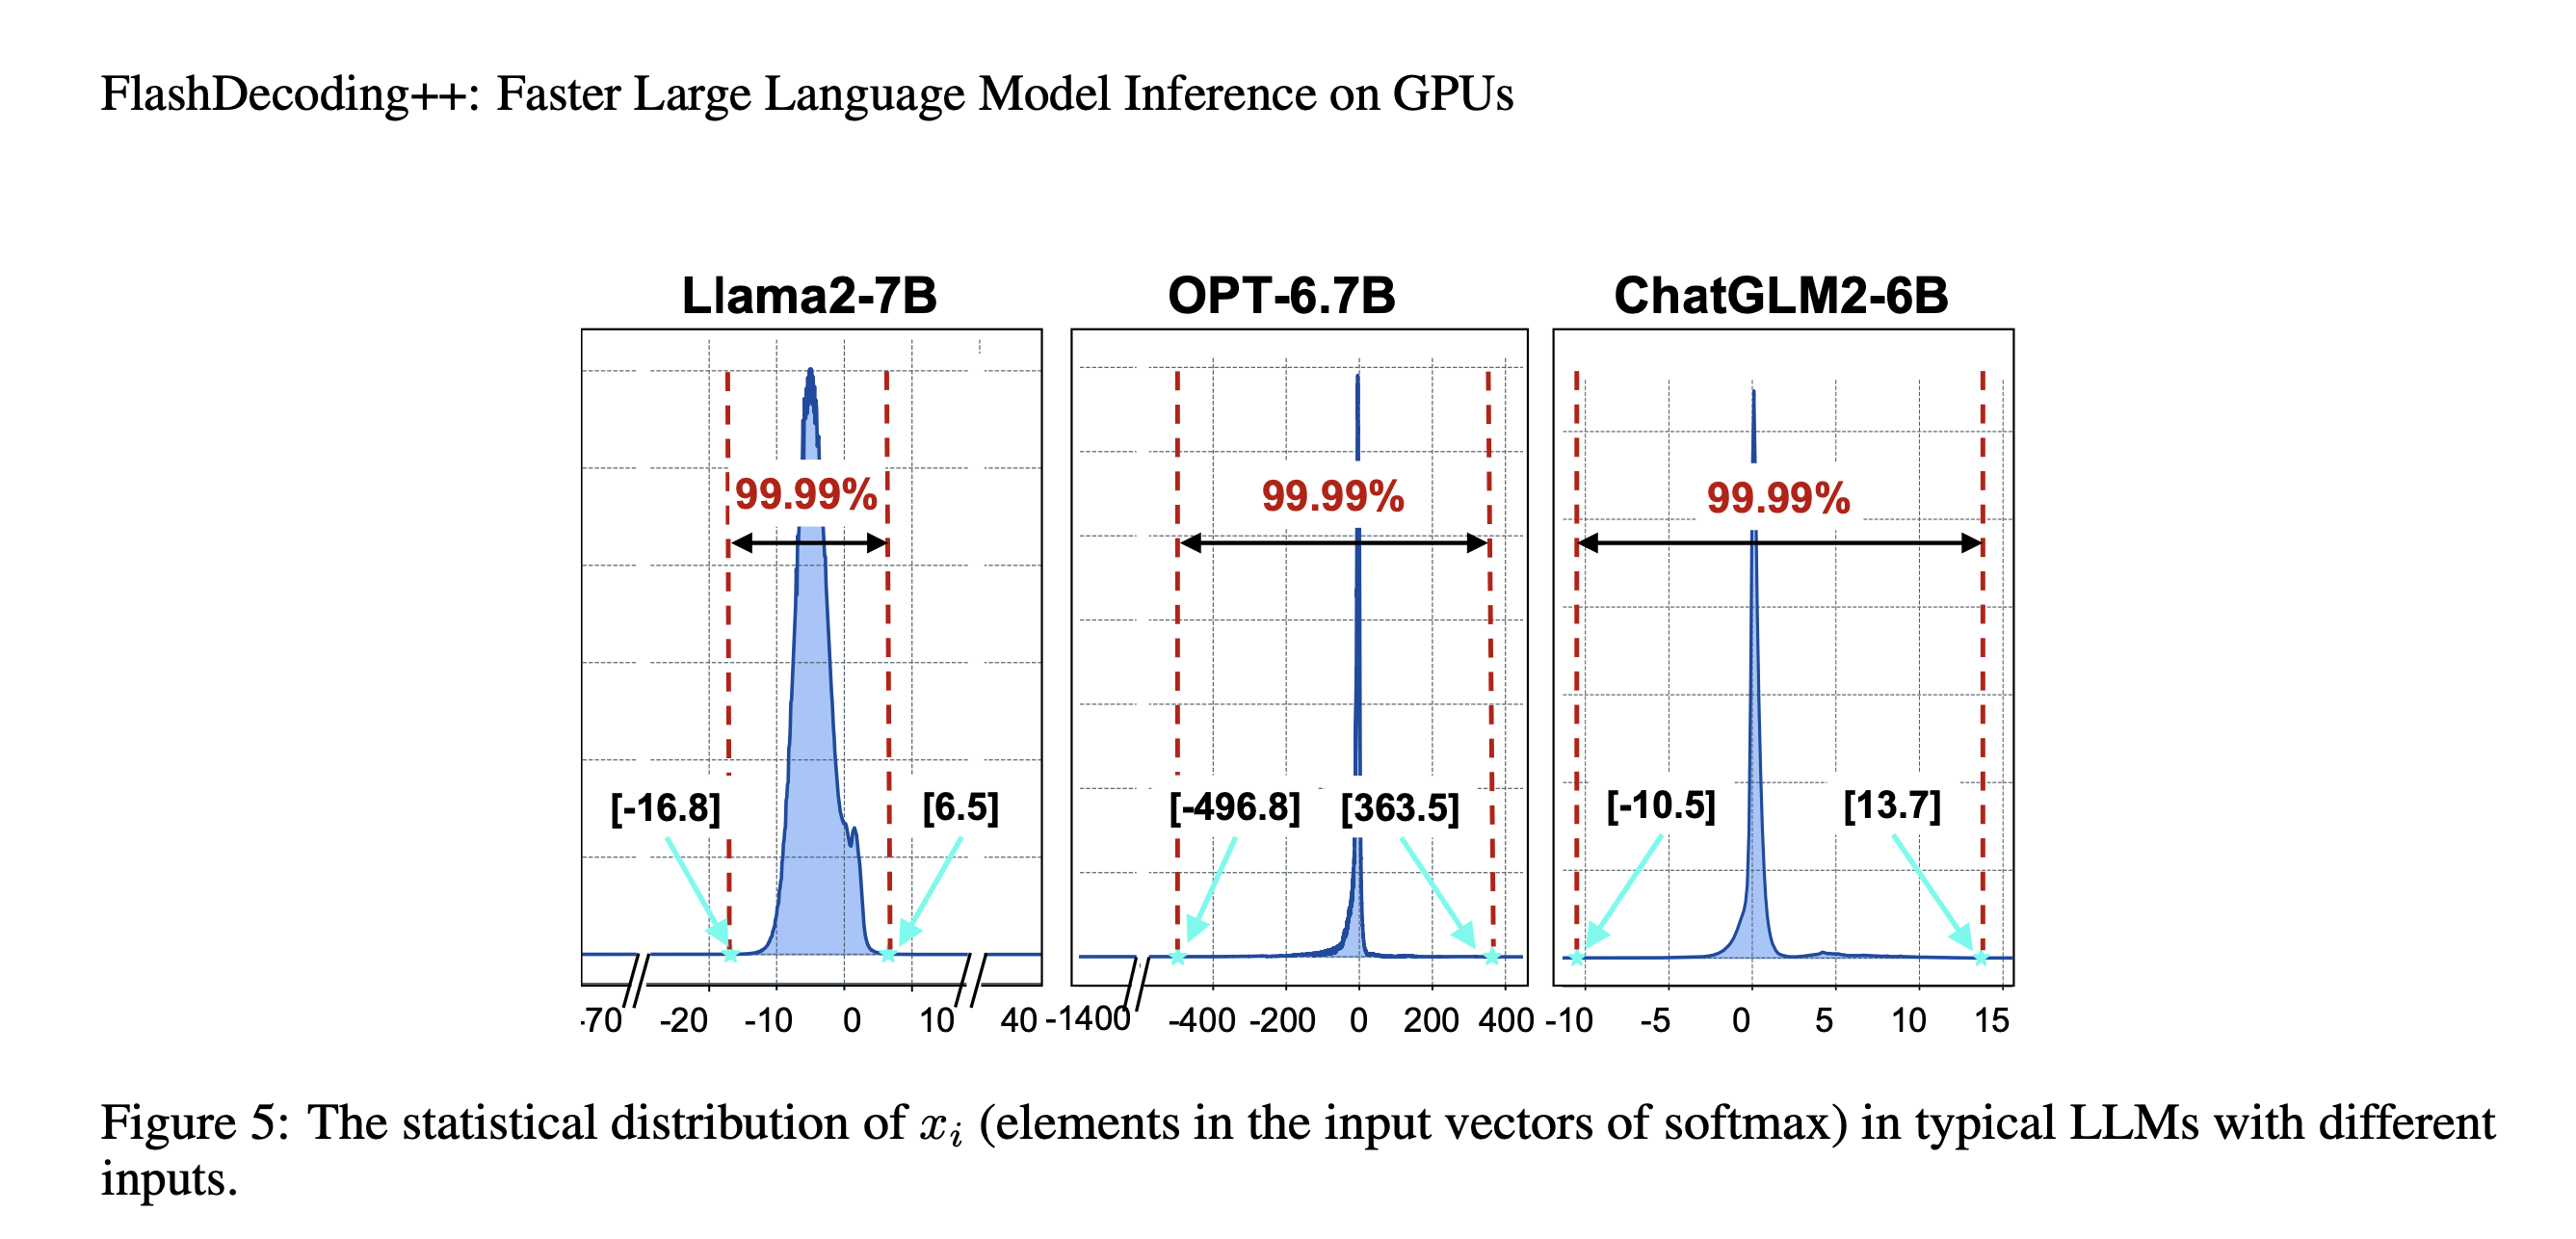 FlashDecoding++: Faster Large Language Model Inference on GPUs
Llama2-7B OPT-6.7B ChatGLM2-6B
99.99% 99.99% 99.99%
[-16.8] [6.5] [-496.8] [363.5] [-10.5] [13.7]
-70 -20 -10 0 10 40 -1400 -400 -200 0 200 400 -10 -5 0 5 10 15
Figure 5: The statistical distribution of xᵢ (elements in the input vectors of softmax) in typical LLMs with different
inputs.